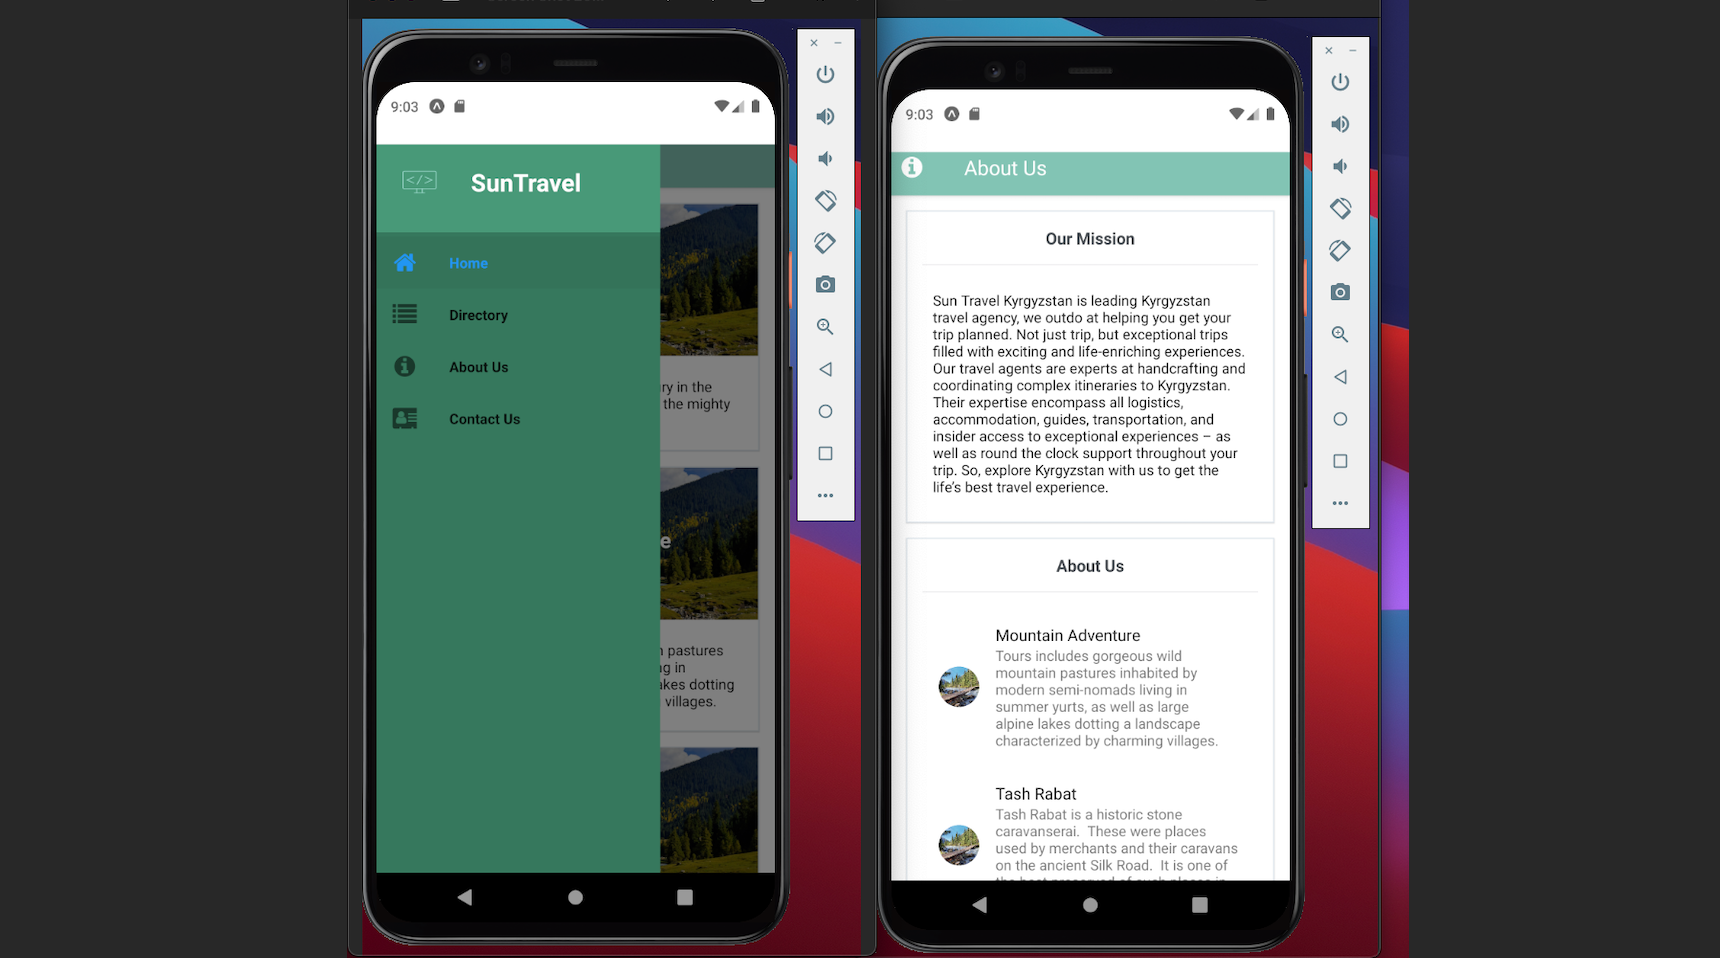 9:03
</>
SunTravel
Home
Directory
About Us
Contact Us
ry in the
the mighty
e
pastures
g in
akes dotting
villages.
9:03
About Us
Our Mission
Sun Travel Kyrgyzstan is leading Kyrgyzstan
travel agency, we outdo at helping you get your
trip planned. Not just trip, but exceptional trips
filled with exciting and life-enriching experiences.
Our travel agents are experts at handcrafting and
coordinating complex itineraries to Kyrgyzstan.
Their expertise encompass all logistics,
accommodation, guides, transportation, and
insider access to exceptional experiences – as
well as round the clock support throughout your
trip. So, explore Kyrgyzstan with us to get the
life’s best travel experience.
About Us
Mountain Adventure
Tours includes gorgeous wild
mountain pastures inhabited by
modern semi-nomads living in
summer yurts, as well as large
alpine lakes dotting a landscape
characterized by charming villages.
Tash Rabat
Tash Rabat is a historic stone
caravanserai. These were places
used by merchants and their caravans
on the ancient Silk Road. It is one of
the best preserved of such places in